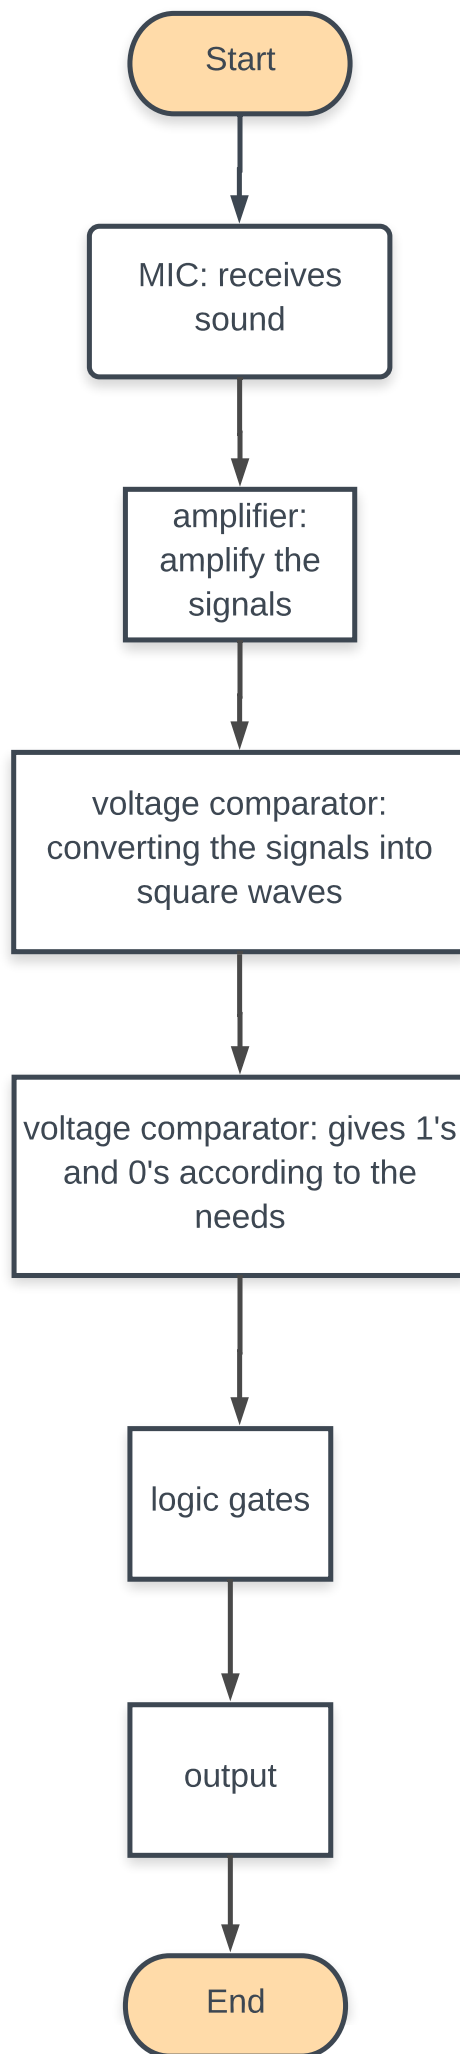 Start
MIC: receives
sound
amplifier:
amplify the
signals
voltage comparator:
converting the signals into
square waves
voltage comparator: gives 1's
and 0's according to the
needs
logic gates
output
End